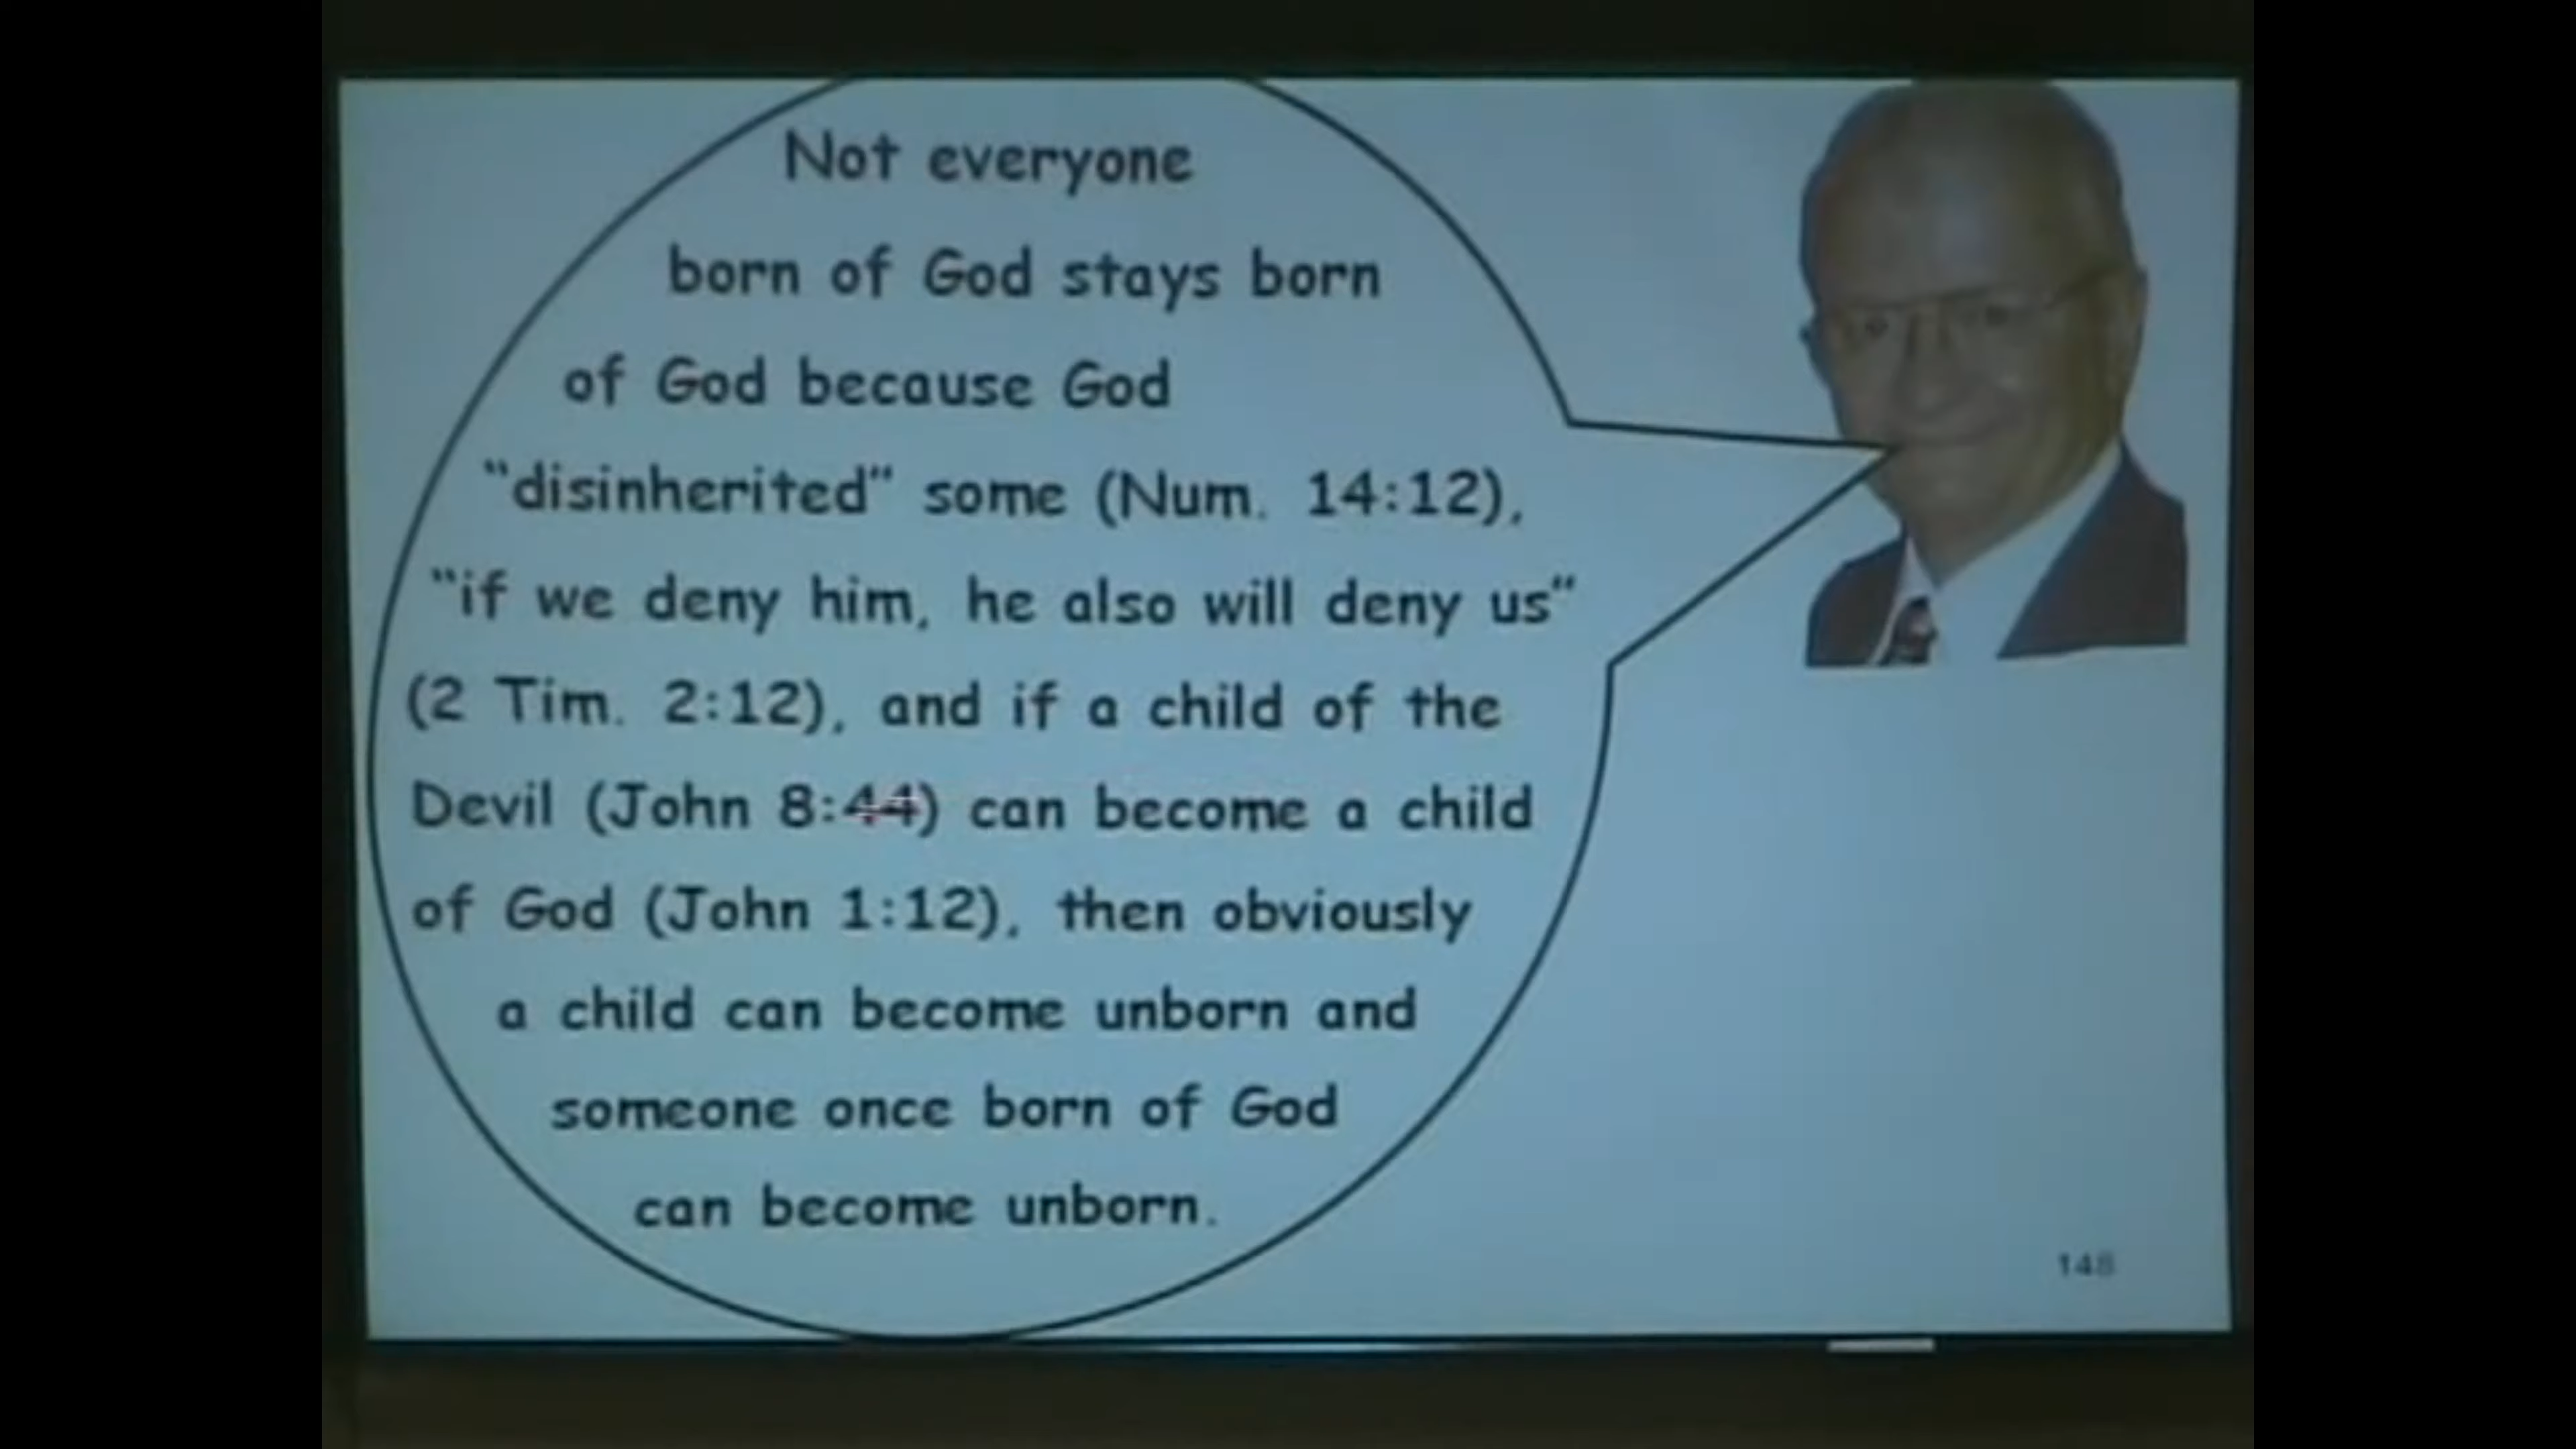 Not everyone
born of God stays born
of God because God
“disinherited” some (Num. 14:12),
“if we deny him, he also will deny us”
(2 Tim. 2:12), and if a child of the
Devil (John 8:44) can become a child
of God (John 1:12), then obviously
a child can become unborn and
someone once born of God
can become unborn.
148